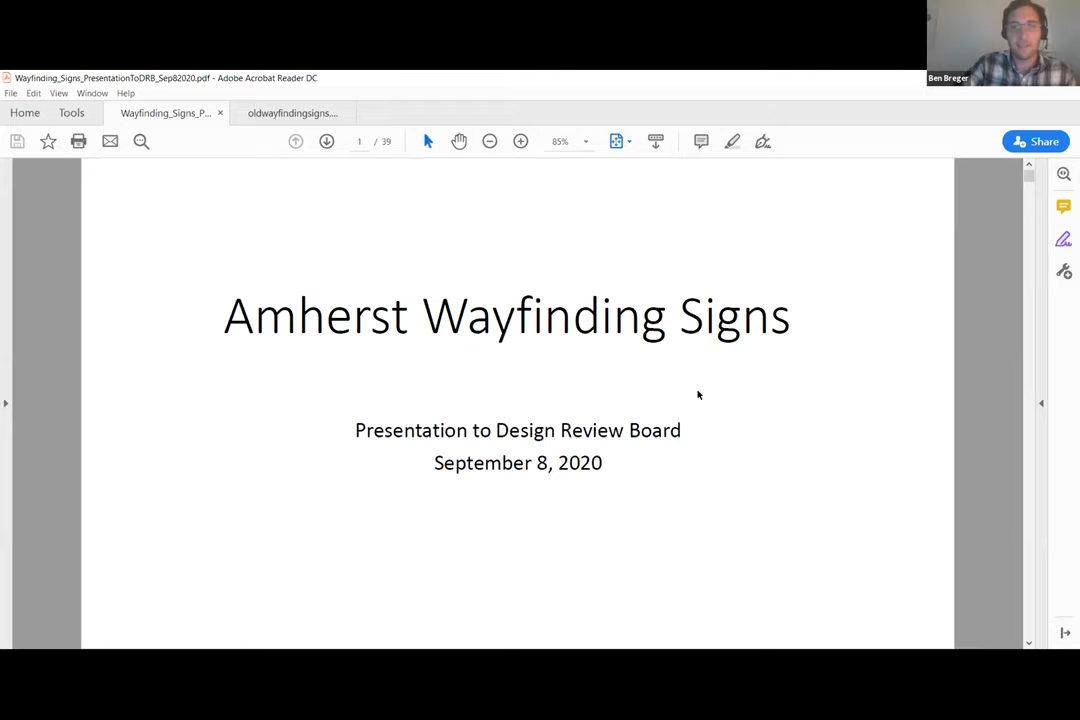 Ben Breger
Wayfinding_Signs_PresentationToDRB_Sep82020.pdf - Adobe Acrobat Reader DC
File Edit View Window Help
Home Tools Wayfinding_Signs_P... × oldwayfindingsigns....
1 / 39 85% Share
Amherst Wayfinding Signs
Presentation to Design Review Board
September 8, 2020